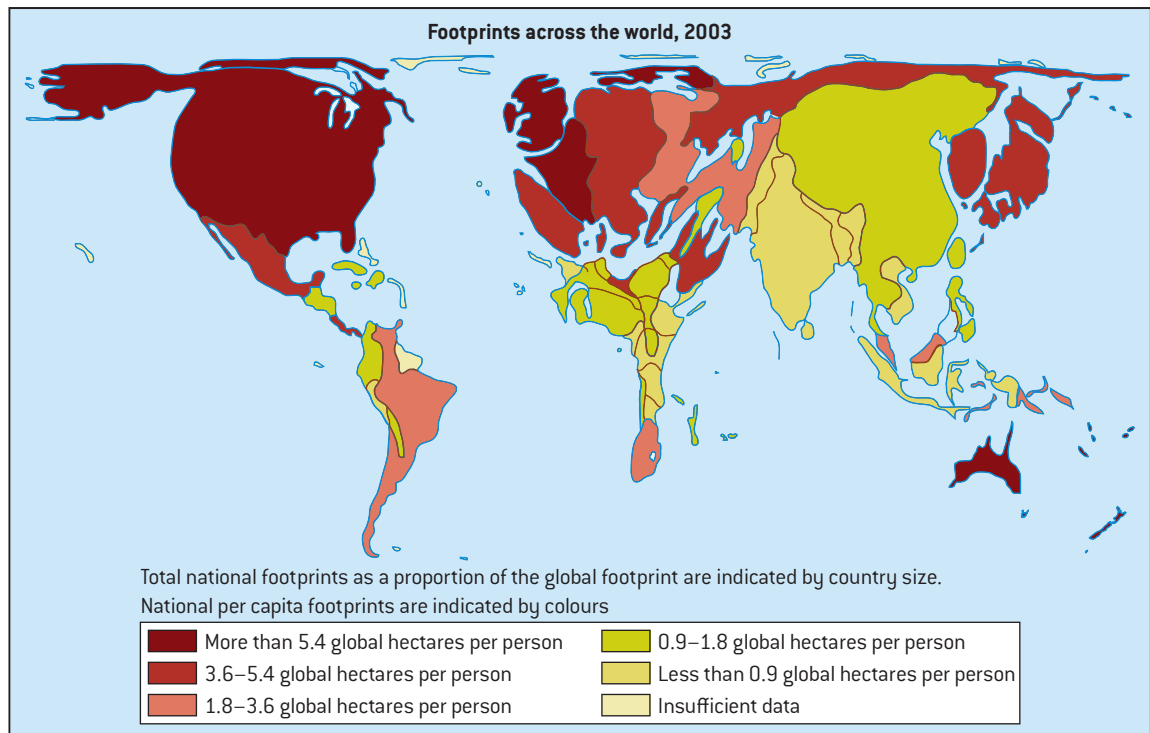 Footprints across the world, 2003
Total national footprints as a proportion of the global footprint are indicated by country size.
National per capita footprints are indicated by colours
More than 5.4 global hectares per person
3.6–5.4 global hectares per person
1.8–3.6 global hectares per person
0.9–1.8 global hectares per person
Less than 0.9 global hectares per person
Insufficient data